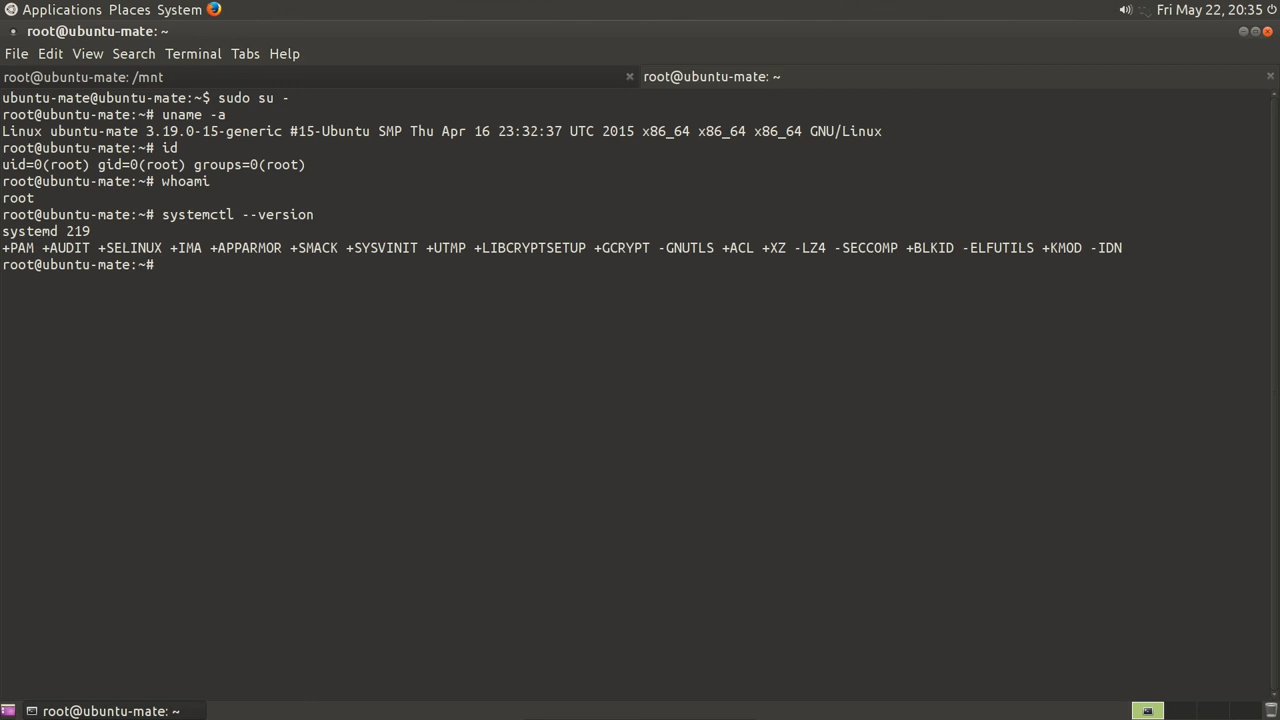 Applications Places System Fri May 22, 20:35
root@ubuntu-mate: ~
File Edit View Search Terminal Tabs Help
root@ubuntu-mate: /mnt root@ubuntu-mate: ~
ubuntu-mate@ubuntu-mate:~$ sudo su -
root@ubuntu-mate:~# uname -a
Linux ubuntu-mate 3.19.0-15-generic #15-Ubuntu SMP Thu Apr 16 23:32:37 UTC 2015 x86_64 x86_64 x86_64 GNU/Linux
root@ubuntu-mate:~# id
uid=0(root) gid=0(root) groups=0(root)
root@ubuntu-mate:~# whoami
root
root@ubuntu-mate:~# systemctl --version
systemd 219
+PAM +AUDIT +SELINUX +IMA +APPARMOR +SMACK +SYSVINIT +UTMP +LIBCRYPTSETUP +GCRYPT -GNUTLS +ACL +XZ -LZ4 -SECCOMP +BLKID -ELFUTILS +KMOD -IDN
root@ubuntu-mate:~#
root@ubuntu-mate: ~